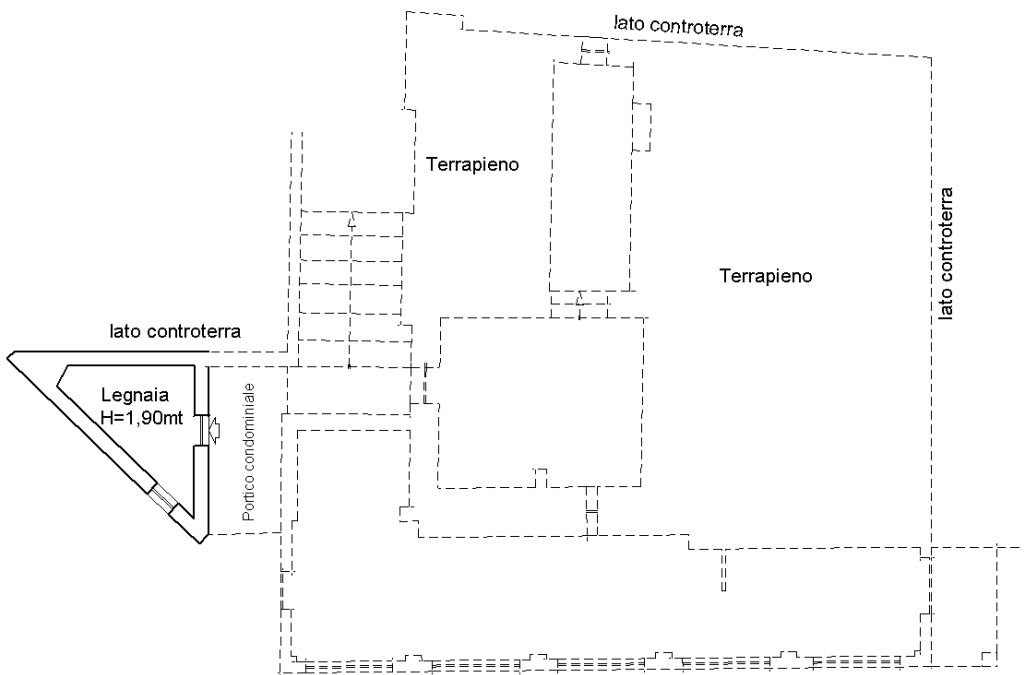 lato controterra
Terrapieno
Terrapieno
lato controterra
lato controterra
Legnaia
H=1,90mt
Portico condominiale